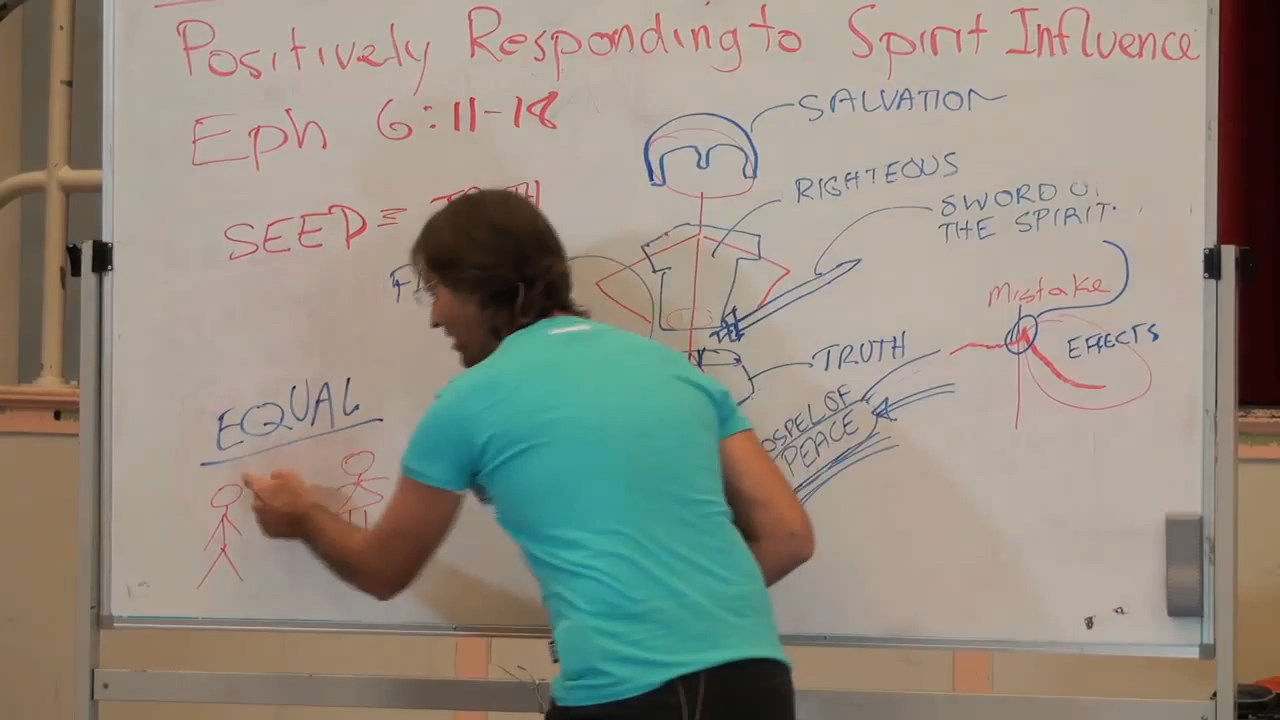 Positively Responding to Spirit Influence
Eph 6:11-18
SALVATION
RIGHTEOUS
SEED =
SWORD
THE SPIRIT.
Mistake
EFFECTS
TRUTH
EQUAL
PEACE